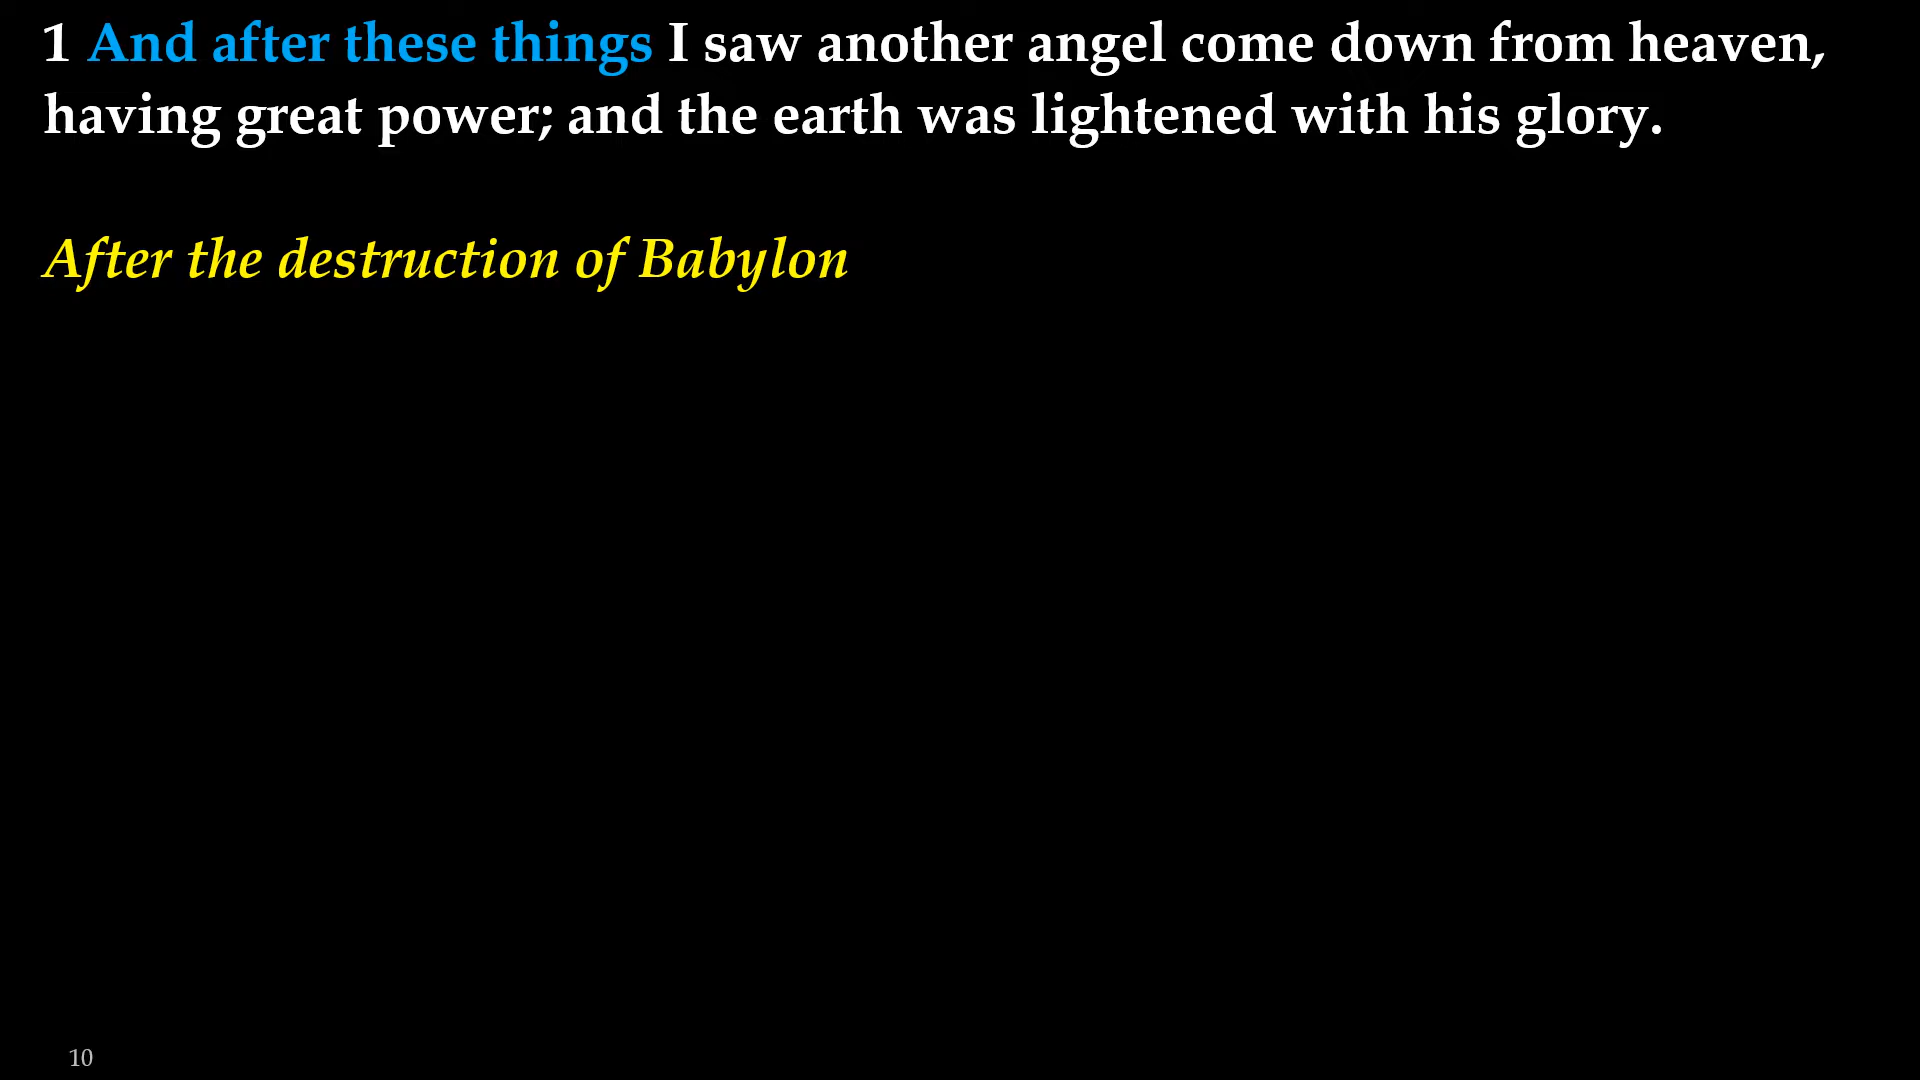 1 And after these things I saw another angel come down from heaven,
having great power; and the earth was lightened with his glory.
After the destruction of Babylon
10